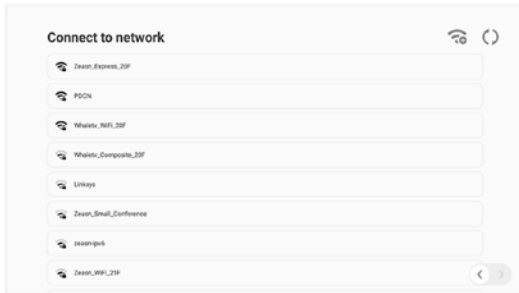 Connect to network
Zeasn_Express_20F
PDCN
Whaletv_WiFi_20F
Whaletv_Composite_20F
Linksys
Zeasn_Small_Conference
zeasn-ipv6
Zeasn_WiFi_21F